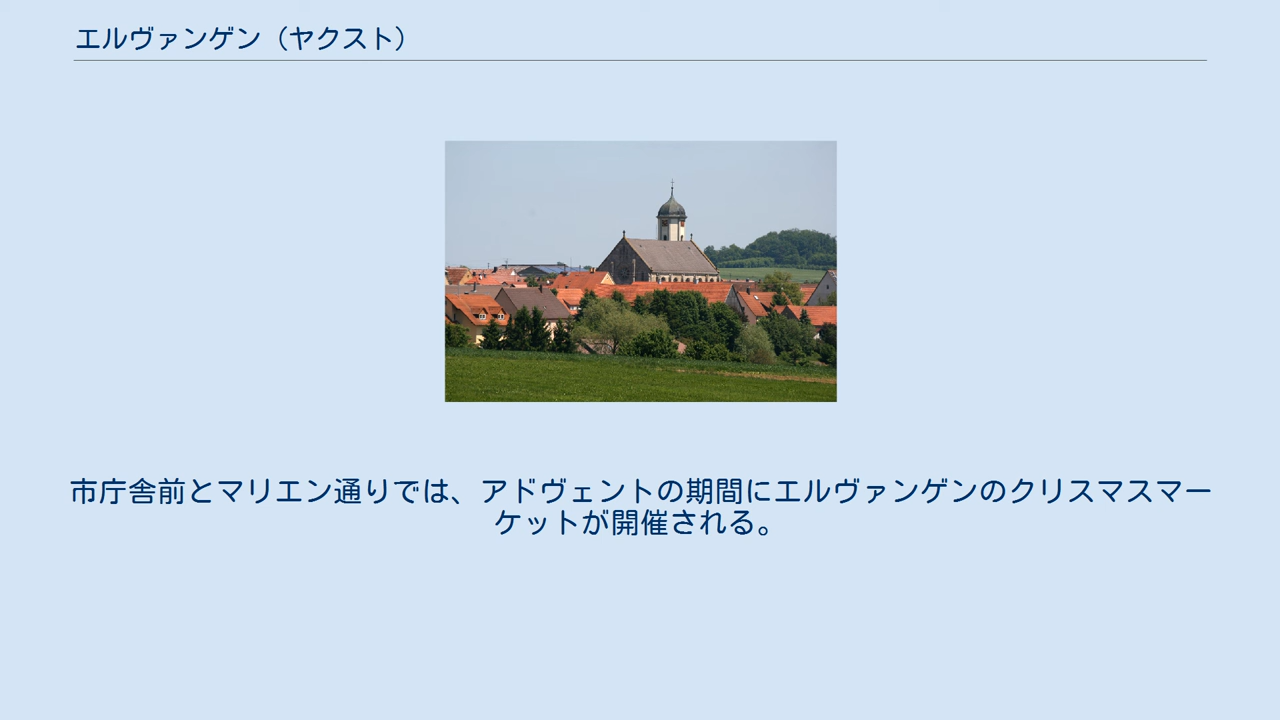 エルヴァンゲン（ヤクスト）
市庁舎前とマリエン通りでは、アドヴェントの期間にエルヴァンゲンのクリスマスマー
ケットが開催される。